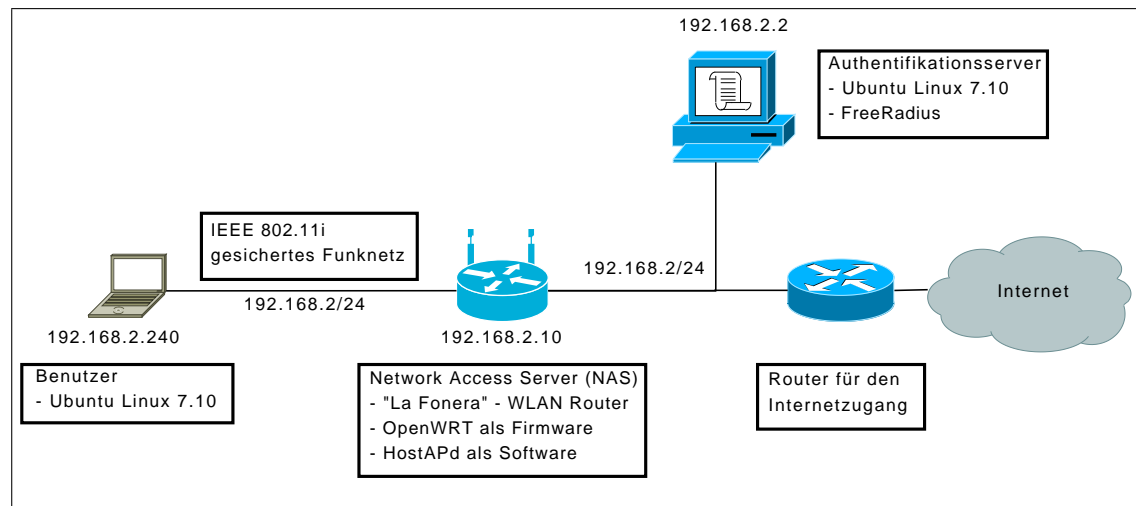 192.168.2.2
Authentifikationsserver
- Ubuntu Linux 7.10
- FreeRadius
IEEE 802.11i
gesichertes Funknetz
192.168.2/24
192.168.2/24
Internet
192.168.2.240
192.168.2.10
Benutzer
- Ubuntu Linux 7.10
Network Access Server (NAS)
- "La Fonera" - WLAN Router
- OpenWRT als Firmware
- HostAPd als Software
Router für den
Internetzugang